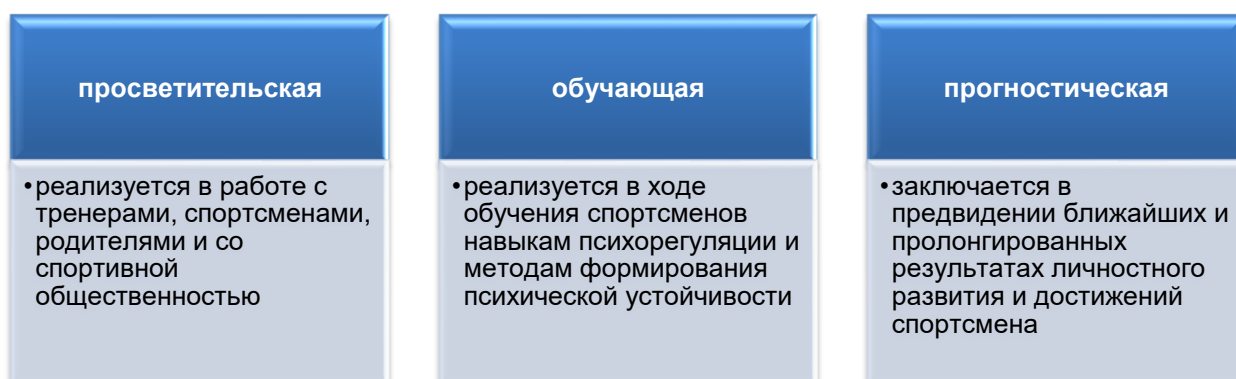 просветительская
•реализуется в работе с
тренерами, спортсменами,
родителями и со
спортивной
общественностью
обучающая
•реализуется в ходе
обучения спортсменов
навыкам психорегуляции и
методам формирования
психической устойчивости
прогностическая
•заключается в
предвидении ближайших и
пролонгированных
результатах личностного
развития и достижений
спортсмена